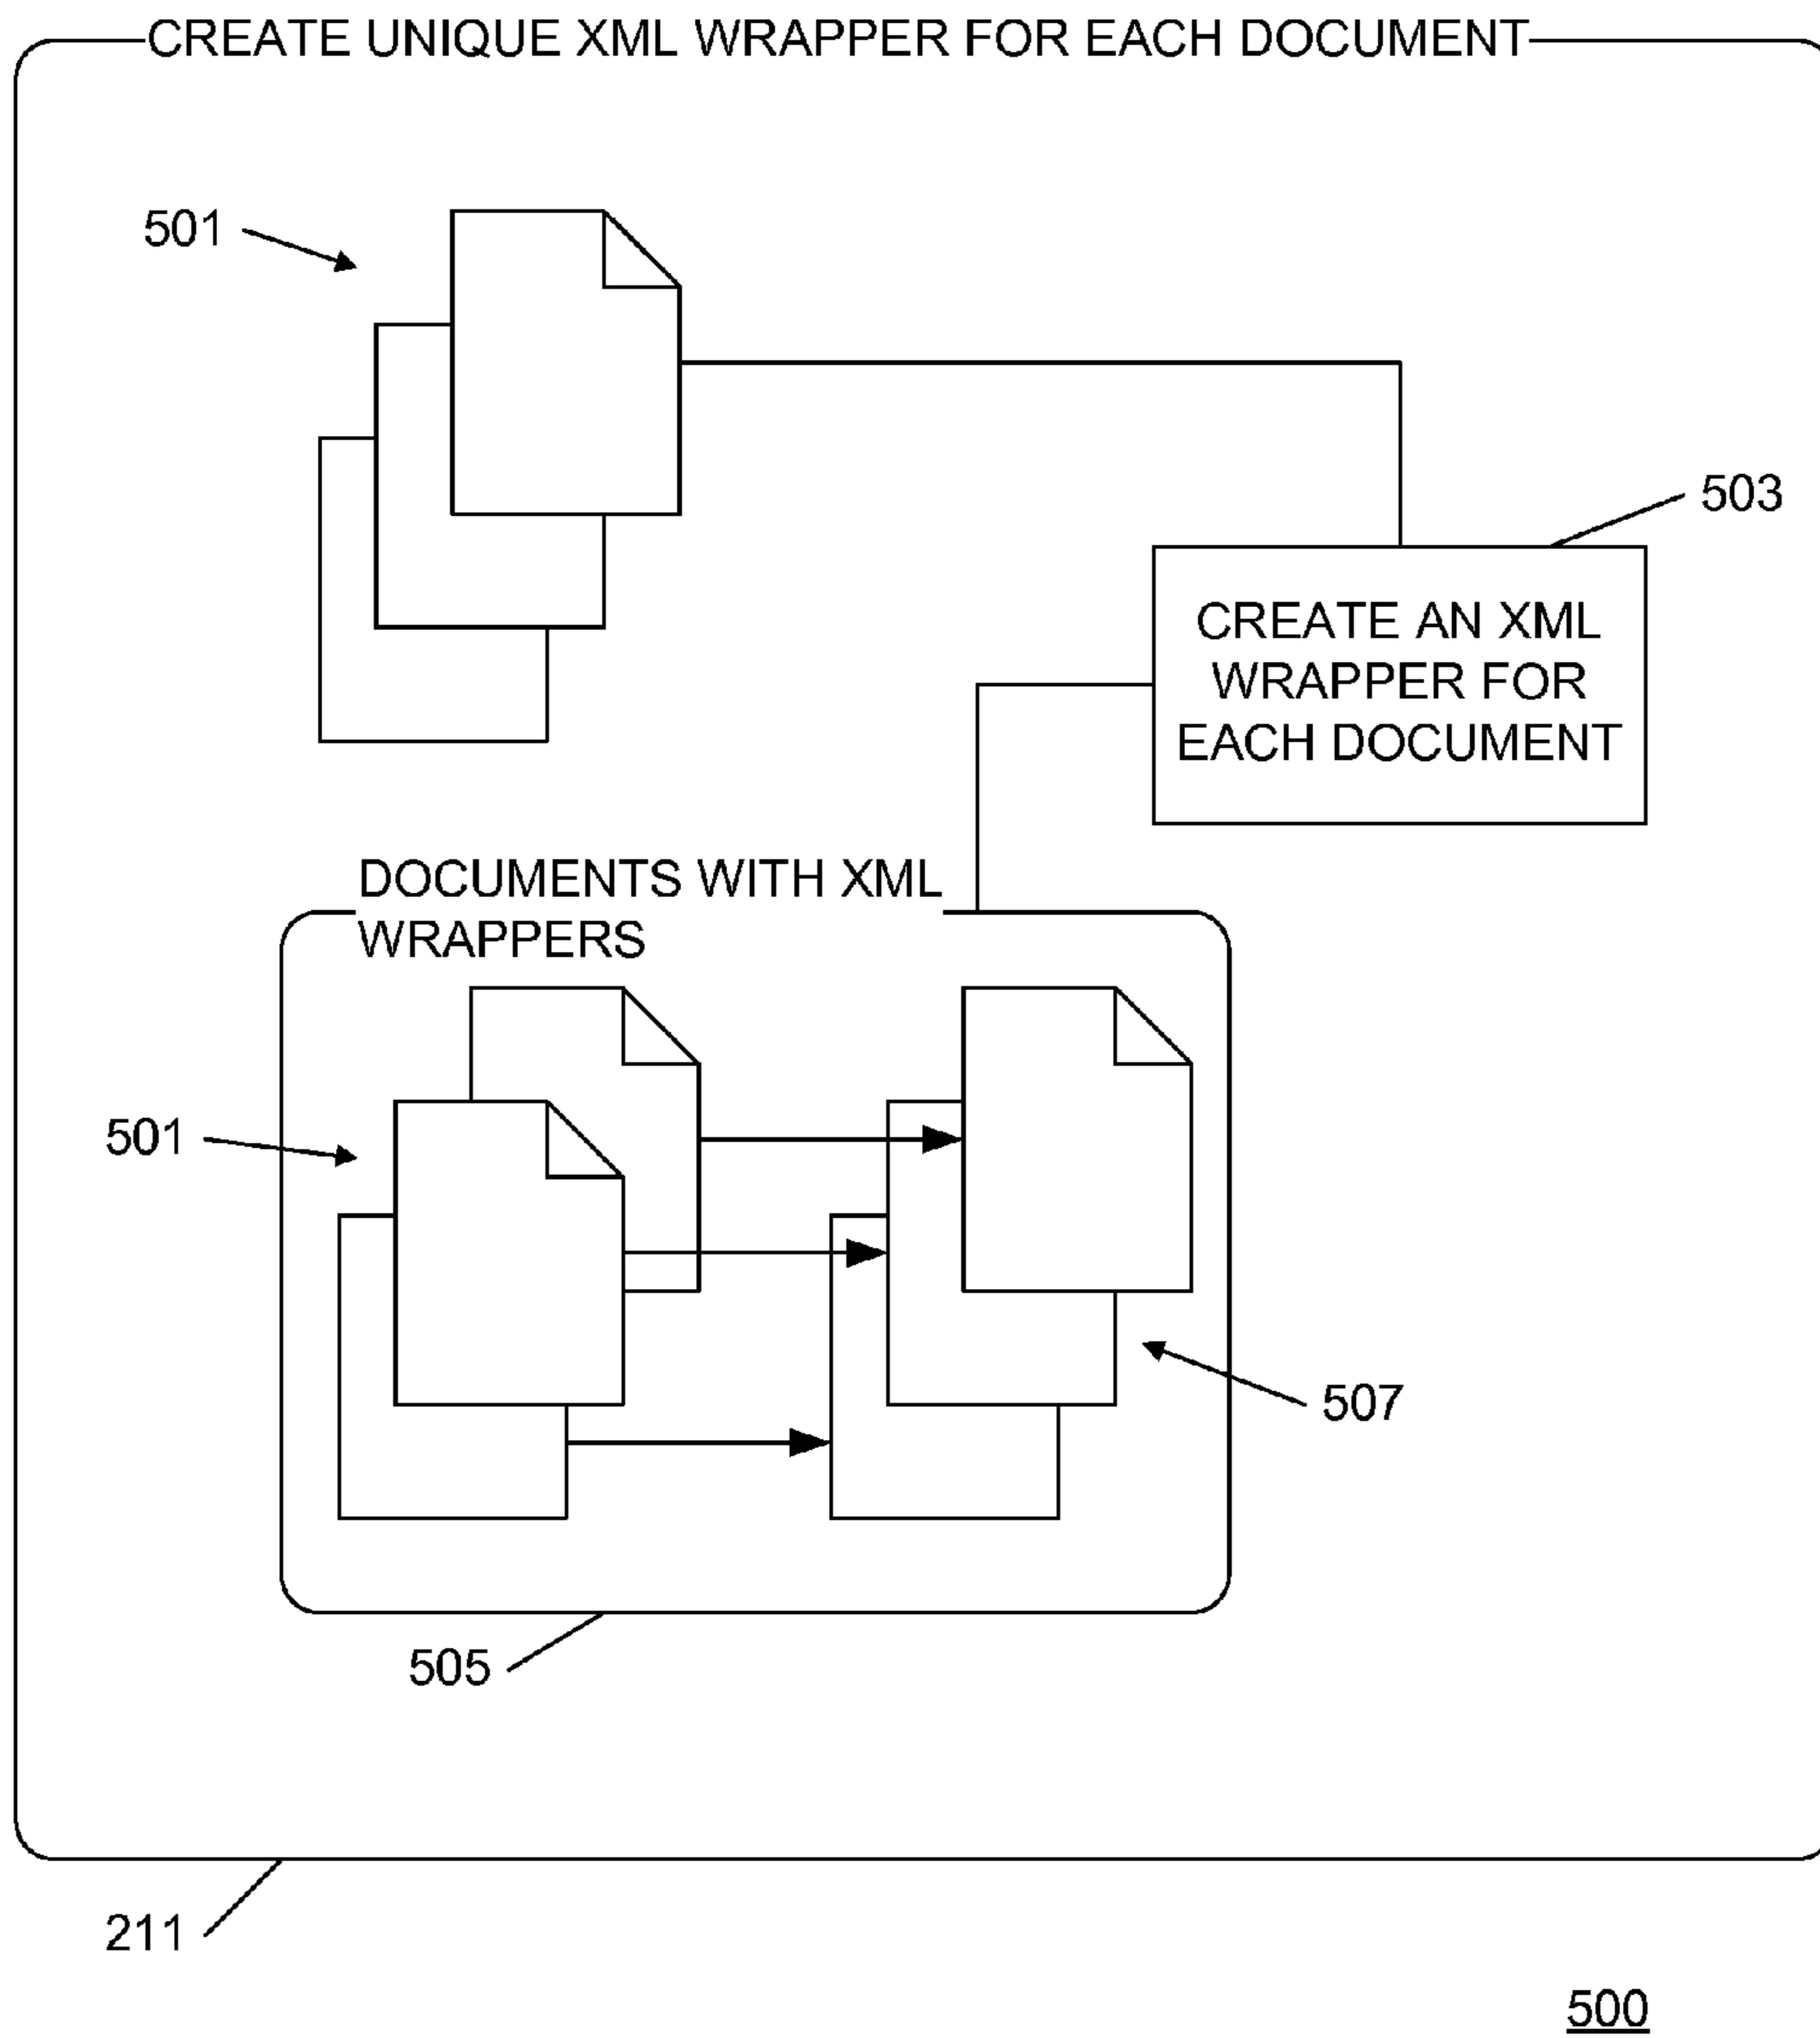 CREATE UNIQUE XML WRAPPER FOR EACH DOCUMENT
501
503
CREATE AN XML
WRAPPER FOR
EACH DOCUMENT
DOCUMENTS WITH XML
WRAPPERS
501
507
505
211
500